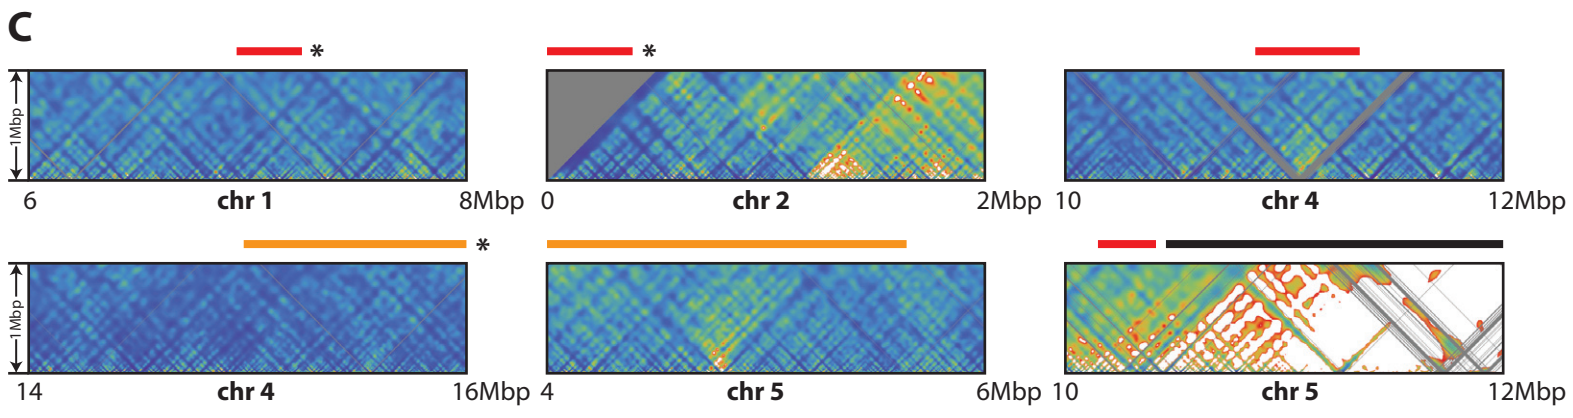 C
*
*
1Mbp
6 chr 1 8Mbp
0 chr 2 2Mbp
10 chr 4 12Mbp
*
1Mbp
14 chr 4 16Mbp
4 chr 5 6Mbp
10 chr 5 12Mbp